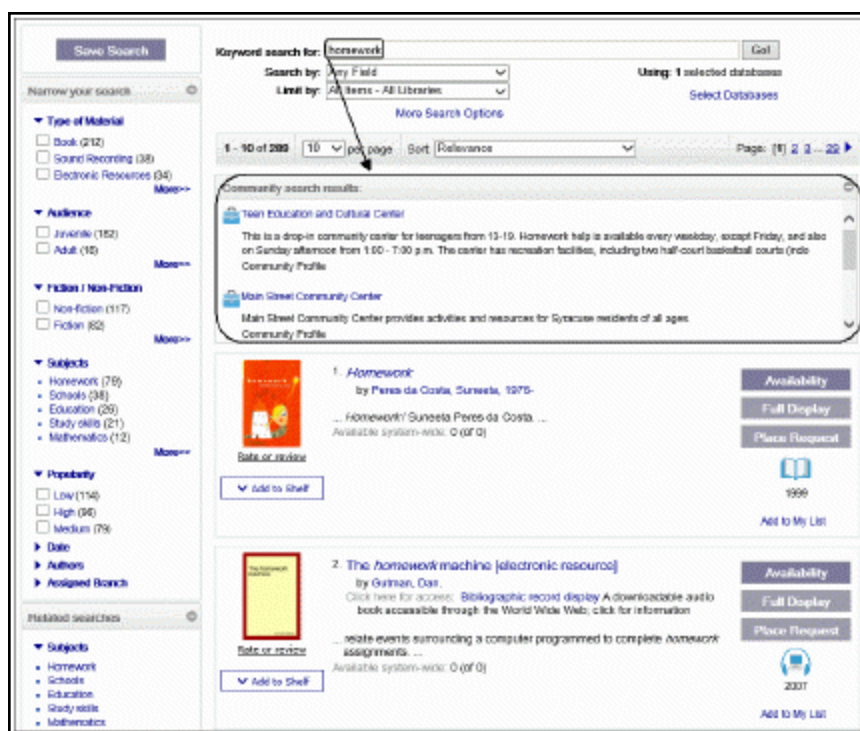 Save Search
Narrow your search
Type of Material
Book (212)
Sound Recording (38)
Electronic Resources (34)
More>>
Audience
Juvenile (182)
Adult (16)
More>>
Fiction / Non-Fiction
Non-fiction (117)
Fiction (82)
More>>
Subjects
Homework (79)
Schools (38)
Education (26)
Study skills (21)
Mathematics (12)
More>>
Popularity
Low (114)
High (96)
Medium (79)
Date
Authors
Assigned Branch
Related searches
Subjects
Homework
Schools
Education
Study skills
Mathematics
Keyword search for: homework Go!
Search by: Any Field
Using: 1 selected databases
Limit by: All Items - All Libraries
Select Databases
More Search Options
1 - 10 of 289 10 per page Sort Relevance Page: [1] 2 3 ... 29
Community search results:
Teen Education and Cultural Center
This is a drop-in community center for teenagers from 13-19. Homework help is available every weekday, except Friday, and also
on Sunday afternoon from 1:00 - 7:00 p.m. The center has recreation facilities, including two half-court basketball courts (indo
Community Profile
Main Street Community Center
Main Street Community Center provides activities and resources for Syracuse residents of all ages
Community Profile
1. Homework
by Peres da Costa, Suneeta, 1976-
... Homework / Suneeta Peres da Costa. ...
Available system-wide: 0 (of 0)
Rate or review
Add to Shelf
Availability
Full Display
Place Request
1999
Add to My List
The homework
machine
2. The homework machine [electronic resource]
by Gutman, Dan.
Click here for access: Bibliographic record display A downloadable audio
book accessible through the World Wide Web; click for information
...relate events surrounding a computer programmed to complete homework
assignments. ...
Available system-wide: 0 (of 0)
Rate or review
Add to Shelf
Availability
Full Display
Place Request
2007
Add to My List